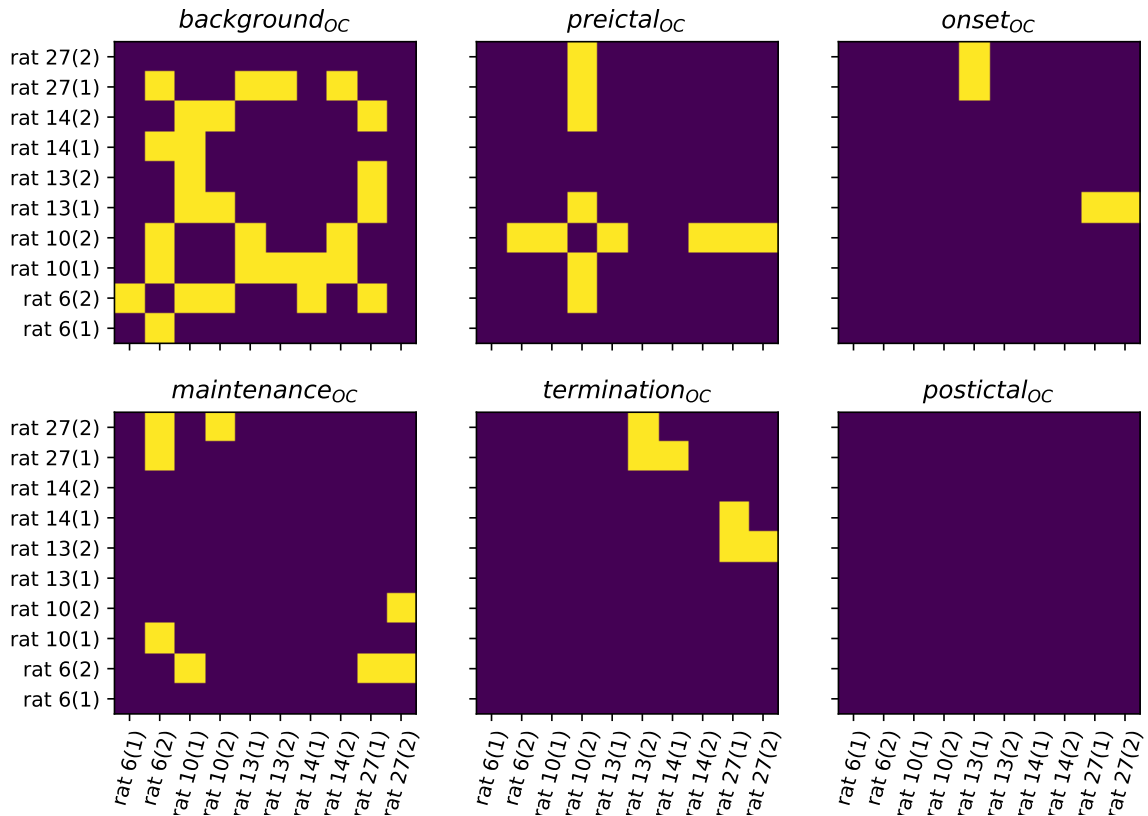 background_OC preictal_OC onset_OC
rat 27(2)
rat 27(1)
rat 14(2)
rat 14(1)
rat 13(2)
rat 13(1)
rat 10(2)
rat 10(1)
rat 6(2)
rat 6(1)
maintenance_OC termination_OC postictal_OC
rat 27(2)
rat 27(1)
rat 14(2)
rat 14(1)
rat 13(2)
rat 13(1)
rat 10(2)
rat 10(1)
rat 6(2)
rat 6(1)
rat 6(1) rat 6(2) rat 10(1) rat 10(2) rat 13(1) rat 13(2) rat 14(1) rat 14(2) rat 27(1) rat 27(2)
rat 6(1) rat 6(2) rat 10(1) rat 10(2) rat 13(1) rat 13(2) rat 14(1) rat 14(2) rat 27(1) rat 27(2)
rat 6(1) rat 6(2) rat 10(1) rat 10(2) rat 13(1) rat 13(2) rat 14(1) rat 14(2) rat 27(1) rat 27(2)